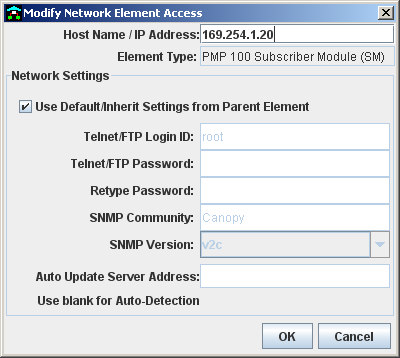 Modify Network Element Access
Host Name / IP Address: 169.254.1.20
Element Type: PMP 100 Subscriber Module (SM)
Network Settings
Use Default/Inherit Settings from Parent Element
Telnet/FTP Login ID: root
Telnet/FTP Password:
Retype Password:
SNMP Community: Canopy
SNMP Version: v2c
Auto Update Server Address:
Use blank for Auto-Detection
OK Cancel